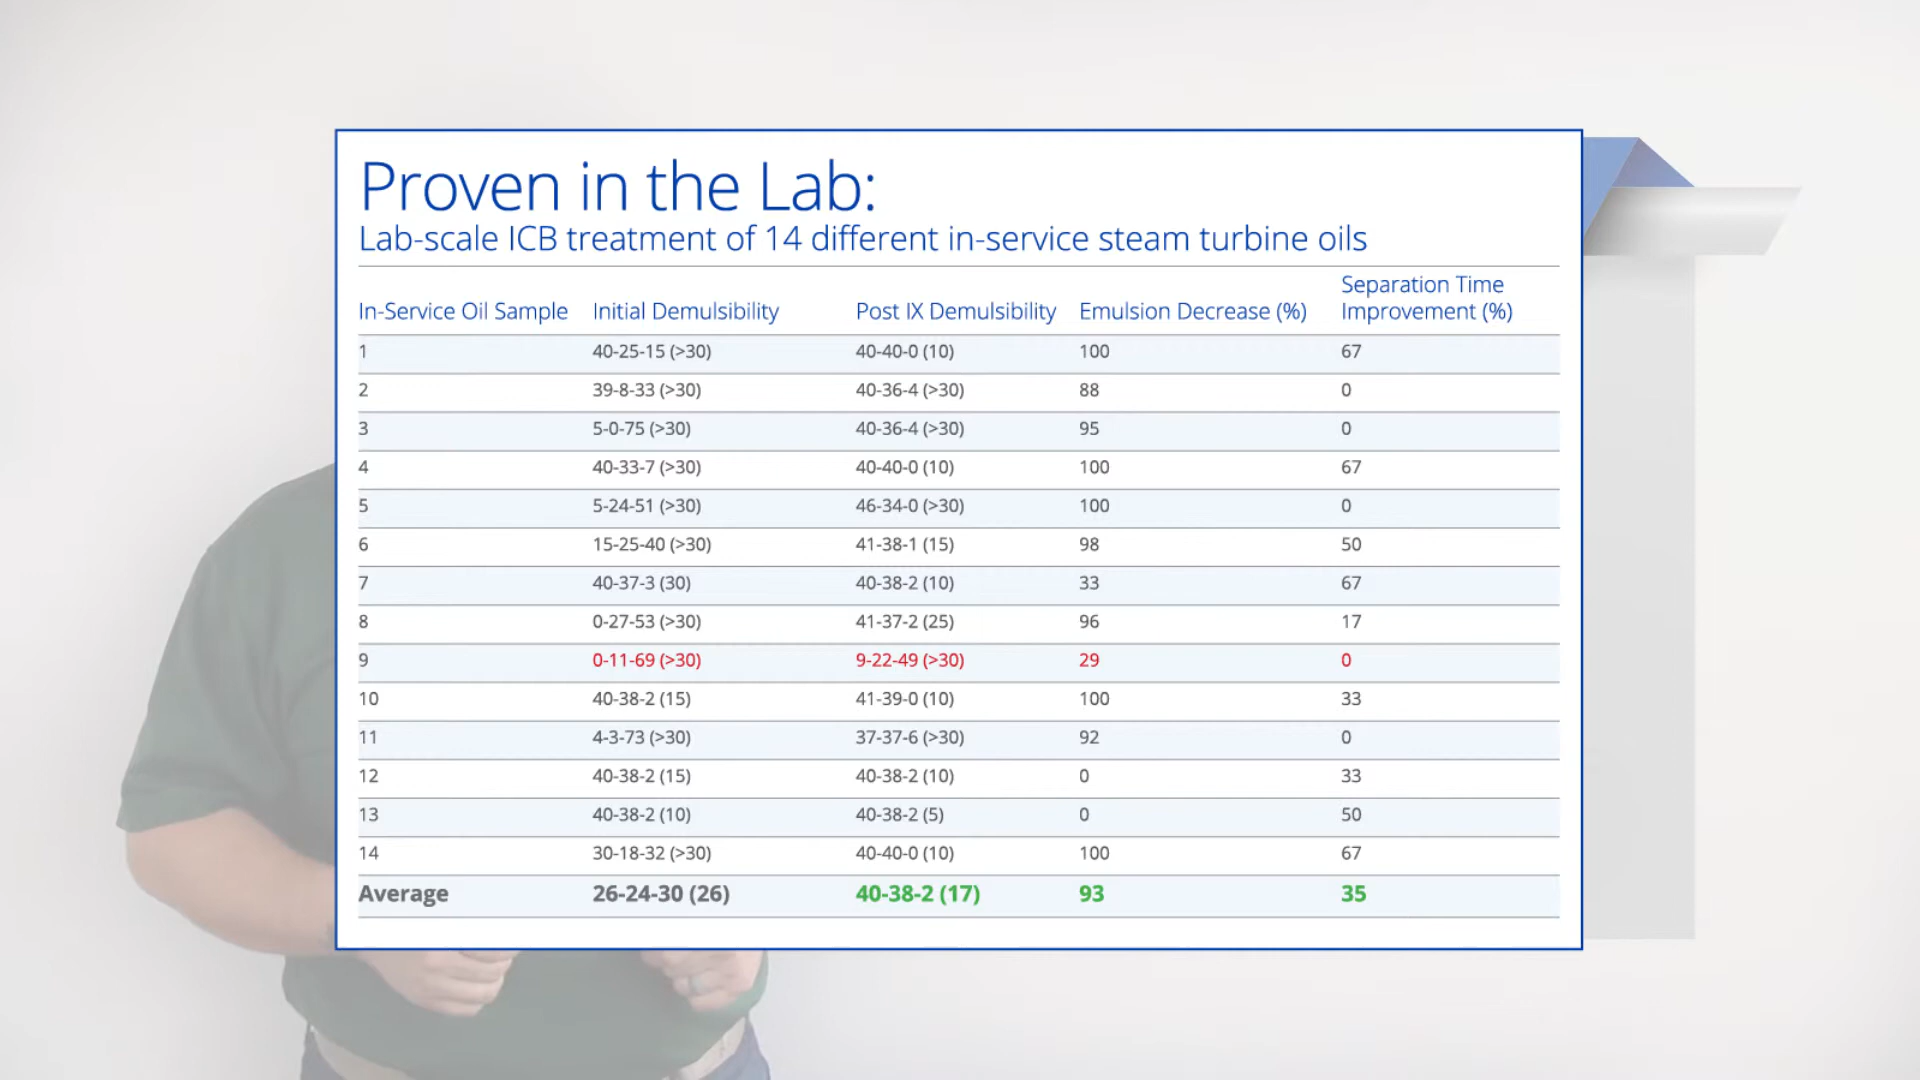 Proven in the Lab:
Lab-scale ICB treatment of 14 different in-service steam turbine oils
In-Service Oil Sample Initial Demulsibility Post IX Demulsibility Emulsion Decrease (%) Separation Time Improvement (%)
1 40-25-15 (>30) 40-40-0 (10) 100 67
2 39-8-33 (>30) 40-36-4 (>30) 88 0
3 5-0-75 (>30) 40-36-4 (>30) 95 0
4 40-33-7 (>30) 40-40-0 (10) 100 67
5 5-24-51 (>30) 46-34-0 (>30) 100 0
6 15-25-40 (>30) 41-38-1 (15) 98 50
7 40-37-3 (30) 40-38-2 (10) 33 67
8 0-27-53 (>30) 41-37-2 (25) 96 17
9 0-11-69 (>30) 9-22-49 (>30) 29 0
10 40-38-2 (15) 41-39-0 (10) 100 33
11 4-3-73 (>30) 37-37-6 (>30) 92 0
12 40-38-2 (15) 40-38-2 (10) 0 33
13 40-38-2 (10) 40-38-2 (5) 0 50
14 30-18-32 (>30) 40-40-0 (10) 100 67
Average 26-24-30 (26) 40-38-2 (17) 93 35